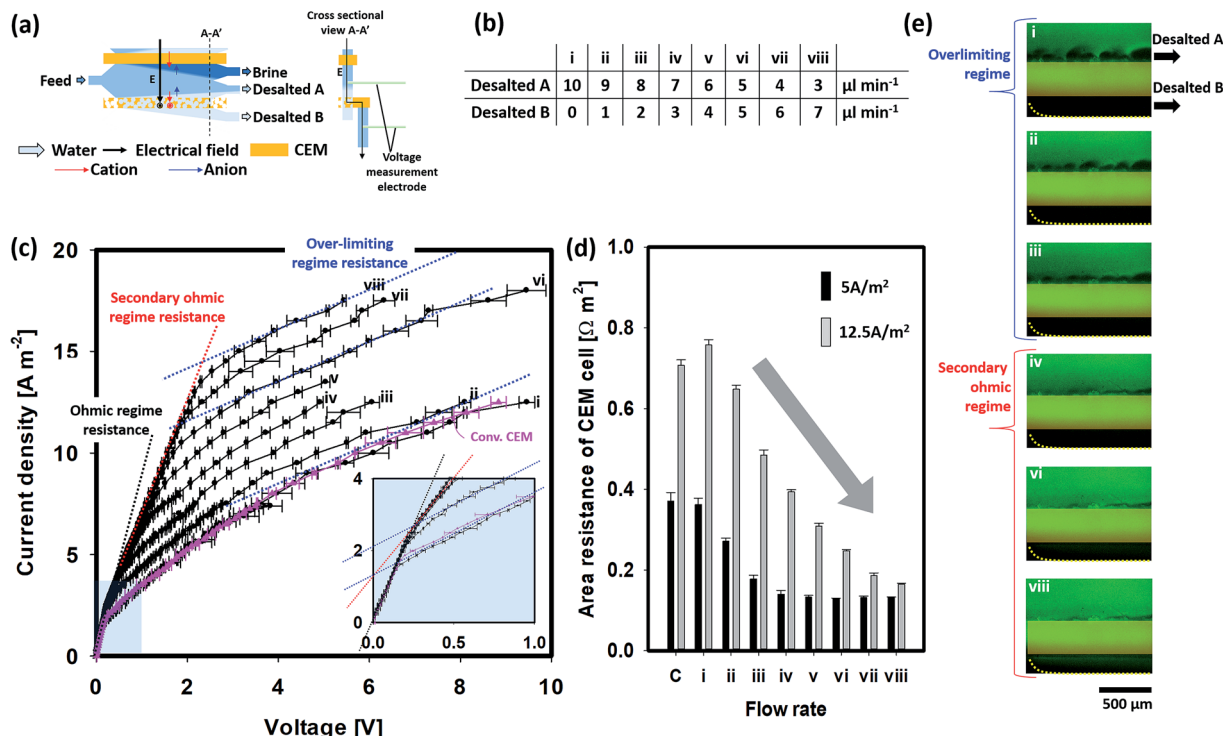 (a)
A-A'
Cross sectional
view A-A'
E
E
Feed
Brine
Desalted A
Desalted B
Water
Electrical field
CEM
Cation
Anion
Voltage
measurement
electrode
(b)
i ii iii iv v vi vii viii
Desalted A 10 9 8 7 6 5 4 3 µl min⁻¹
Desalted B 0 1 2 3 4 5 6 7 µl min⁻¹
(c)
Current density [A m⁻²]
20
15
10
5
0
0 2 4 6 8 10
Voltage [V]
Over-limiting
regime resistance
Secondary ohmic
regime resistance
Ohmic regime
resistance
viii
vii
vi
v
iv
iii
ii
i
Conv. CEM
4
2
0
0.0 0.5 1.0
(d)
Area resistance of CEM cell [Ω m²]
1.0
0.8
0.6
0.4
0.2
0.0
5A/m²
12.5A/m²
C i ii iii iv v vi vii viii
Flow rate
(e)
Overlimiting
regime
Secondary
ohmic
regime
i
Desalted A
Desalted B
ii
iii
iv
vi
viii
500 µm